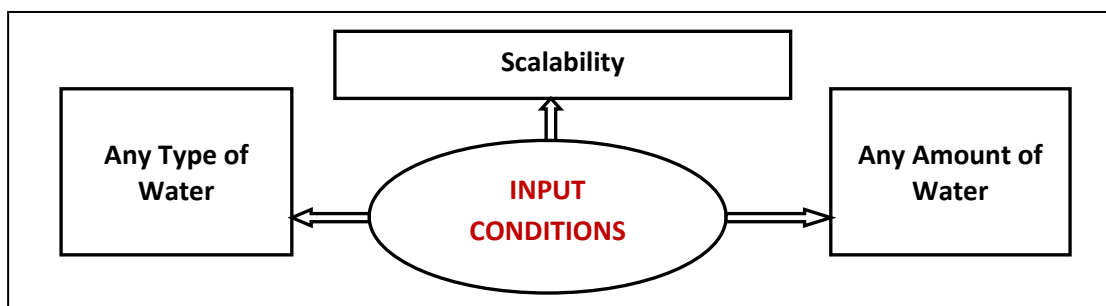 Scalability
Any Type of
Water
INPUT
CONDITIONS
Any Amount of
Water